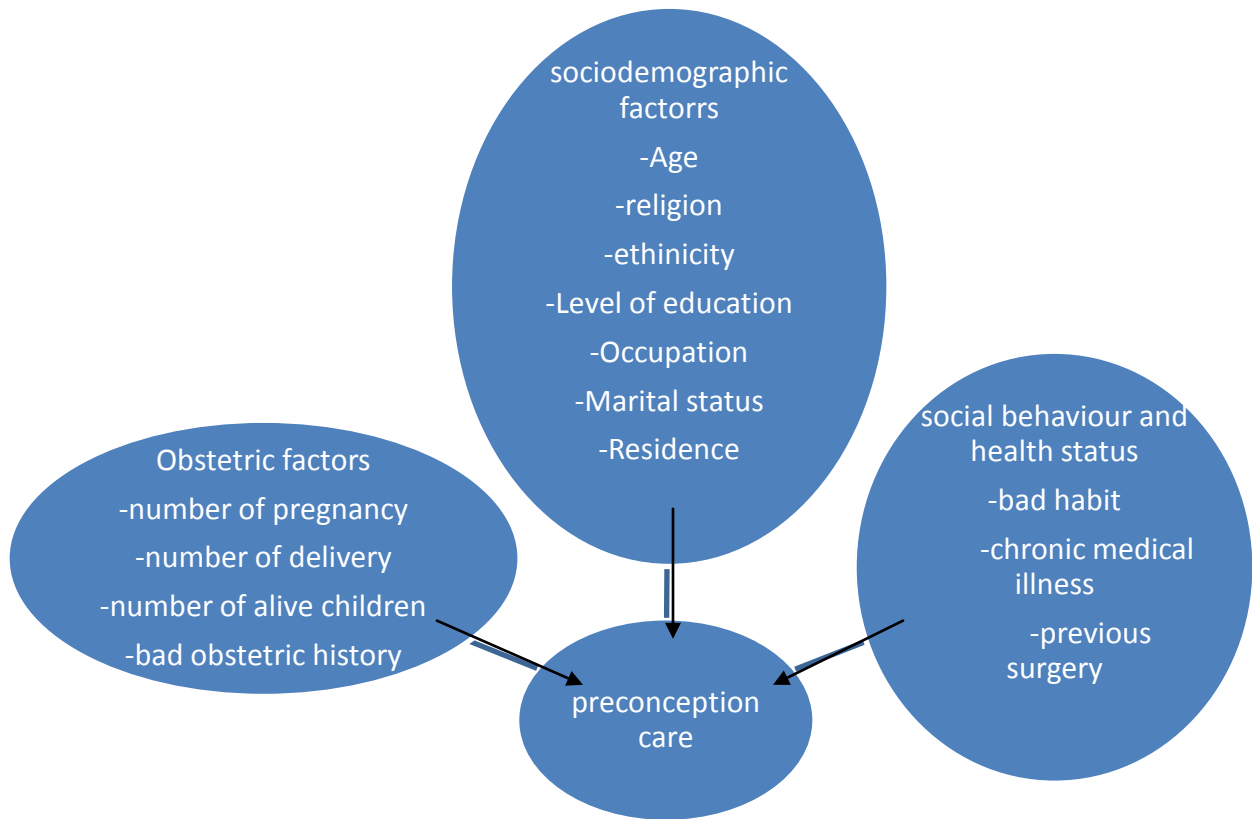 sociodemographic
factorrs
-Age
-religion
-ethinicity
-Level of education
-Occupation
-Marital status
-Residence
Obstetric factors
-number of pregnancy
-number of delivery
-number of alive children
-bad obstetric history
social behaviour and
health status
-bad habit
-chronic medical
illness
-previous
surgery
preconception
care